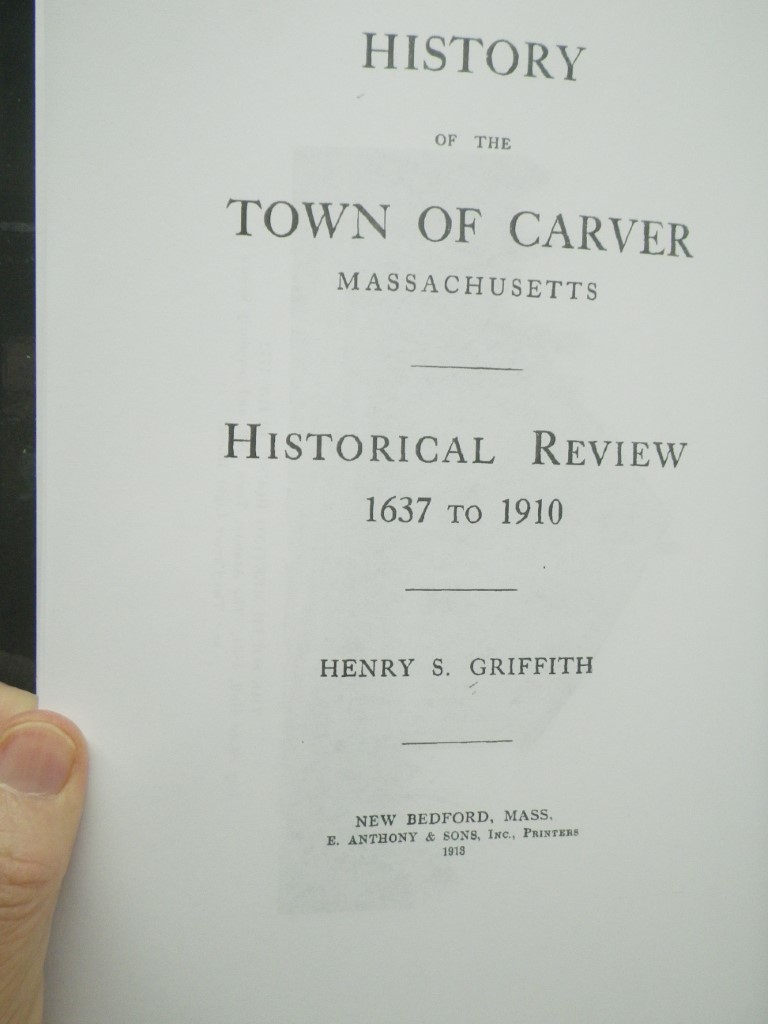 HISTORY
OF THE
TOWN OF CARVER
MASSACHUSETTS
HISTORICAL REVIEW
1637 TO 1910
HENRY S. GRIFFITH
NEW BEDFORD, MASS.
E. ANTHONY & SONS, INC., PRINTERS
1913